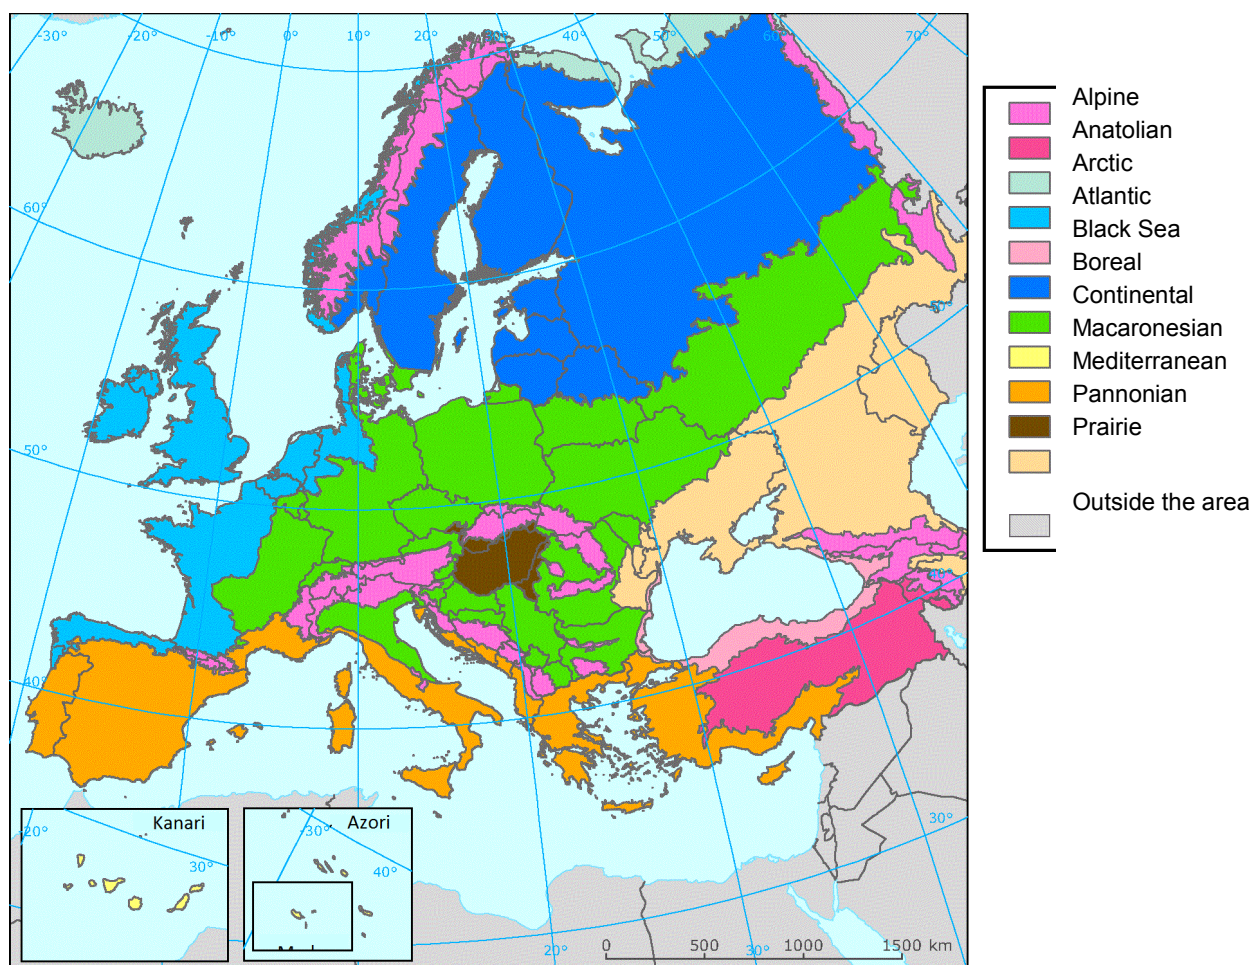 -30° -20° -10° 0° 10° 20° 30° 40° 50° 60° 70°
60°
50°
40°
40°
30°
Kanari
20°
30°
Azori
-30°
40°
20°
30°
0 500 1000 1500 km
Alpine
Anatolian
Arctic
Atlantic
Black Sea
Boreal
Continental
Macaronesian
Mediterranean
Pannonian
Prairie
Outside the area